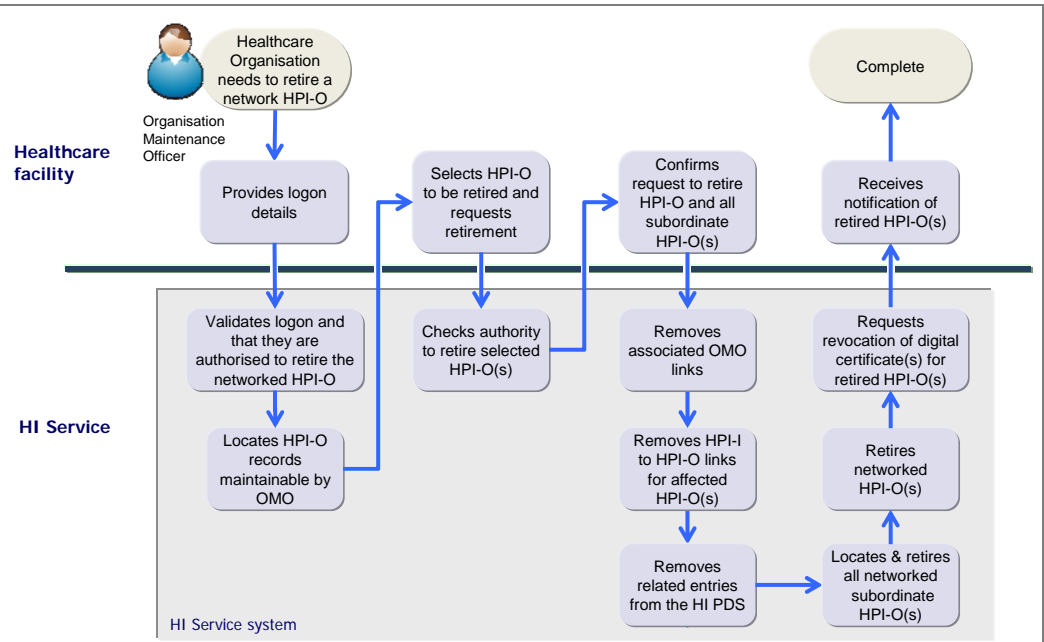 Healthcare
Organisation
needs to retire a
network HPI-O
Complete
Organisation
Maintenance
Officer
Healthcare
facility
Provides logon
details
Selects HPI-O
to be retired and
requests
retirement
Confirms
request to retire
HPI-O and all
subordinate
HPI-O(s)
Receives
notification of
retired HPI-O(s)
Validates logon and
that they are
authorised to retire the
networked HPI-O
Checks authority
to retire selected
HPI-O(s)
Removes
associated OMO
links
Requests
revocation of digital
certificate(s) for
retired HPI-O(s)
HI Service
Locates HPI-O
records
maintainable by
OMO
Removes HPI-I
to HPI-O links
for affected
HPI-O(s)
Retires
networked
HPI-O(s)
Removes
related entries
from the HI PDS
Locates & retires
all networked
subordinate
HPI-O(s)
HI Service system